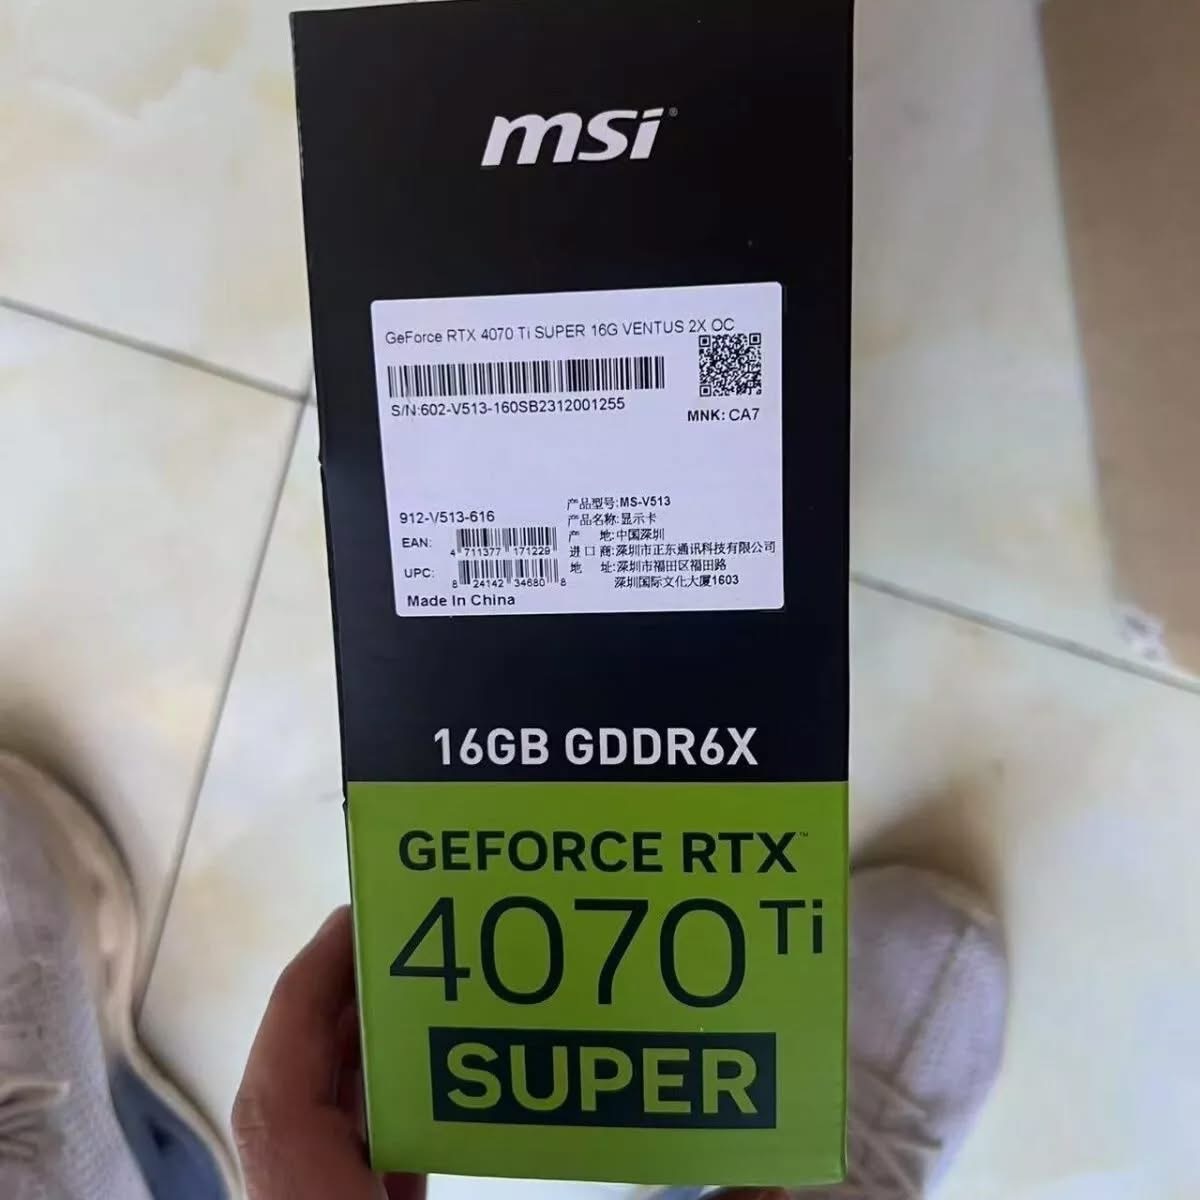 msi®
GeForce RTX 4070 Ti SUPER 16G VENTUS 2X OC
S/N:602-V513-160SB2312001255
MNK: CA7
912-V513-616
EAN: 4 711377 171229
UPC: 8 24142 34680 8
Made In China
产品型号:MS-V513
产品名称:显示卡
产 地:中国深圳
进 口 商:深圳市正东通讯科技有限公司
地 址:深圳市福田区福田路
深圳国际文化大厦1603
16GB GDDR6X
GEFORCE RTX™
4070 Ti
SUPER